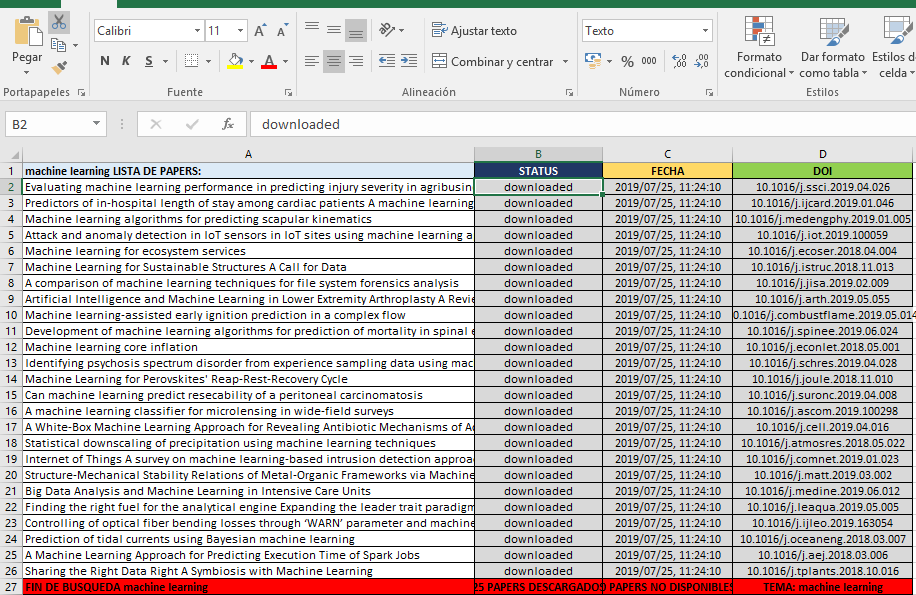 Calibri 11 Ajustar texto Texto
Pegar N K S A Combinar y centrar % 000 Formato condicional Dar formato como tabla Estilos de celda
Portapapeles Fuente Alineación Número Estilos
B2 fx downloaded
A B C D
1 machine learning LISTA DE PAPERS: STATUS FECHA DOI
2 Evaluating machine learning performance in predicting injury severity in agribusin downloaded 2019/07/25, 11:24:10 10.1016/j.ssci.2019.04.026
3 Predictors of in-hospital length of stay among cardiac patients A machine learning downloaded 2019/07/25, 11:24:10 10.1016/j.ijcard.2019.01.046
4 Machine learning algorithms for predicting scapular kinematics downloaded 2019/07/25, 11:24:10 10.1016/j.medengphy.2019.01.005
5 Attack and anomaly detection in IoT sensors in IoT sites using machine learning a downloaded 2019/07/25, 11:24:10 10.1016/j.iot.2019.100059
6 Machine learning for ecosystem services downloaded 2019/07/25, 11:24:10 10.1016/j.ecoser.2018.04.004
7 Machine Learning for Sustainable Structures A Call for Data downloaded 2019/07/25, 11:24:10 10.1016/j.istruc.2018.11.013
8 A comparison of machine learning techniques for file system forensics analysis downloaded 2019/07/25, 11:24:10 10.1016/j.jisa.2019.02.009
9 Artificial Intelligence and Machine Learning in Lower Extremity Arthroplasty A Revie downloaded 2019/07/25, 11:24:10 10.1016/j.arth.2019.05.055
10 Machine learning-assisted early ignition prediction in a complex flow downloaded 2019/07/25, 11:24:10 0.1016/j.combustflame.2019.05.014
11 Development of machine learning algorithms for prediction of mortality in spinal e downloaded 2019/07/25, 11:24:10 10.1016/j.spinee.2019.06.024
12 Machine learning core inflation downloaded 2019/07/25, 11:24:10 10.1016/j.econlet.2018.05.001
13 Identifying psychosis spectrum disorder from experience sampling data using mac downloaded 2019/07/25, 11:24:10 10.1016/j.schres.2019.04.028
14 Machine Learning for Perovskites' Reap-Rest-Recovery Cycle downloaded 2019/07/25, 11:24:10 10.1016/j.joule.2018.11.010
15 Can machine learning predict resecability of a peritoneal carcinomatosis downloaded 2019/07/25, 11:24:10 10.1016/j.suronc.2019.04.008
16 A machine learning classifier for microlensing in wide-field surveys downloaded 2019/07/25, 11:24:10 10.1016/j.ascom.2019.100298
17 A White-Box Machine Learning Approach for Revealing Antibiotic Mechanisms of A downloaded 2019/07/25, 11:24:10 10.1016/j.cell.2019.04.016
18 Statistical downscaling of precipitation using machine learning techniques downloaded 2019/07/25, 11:24:10 10.1016/j.atmosres.2018.05.022
19 Internet of Things A survey on machine learning-based intrusion detection approa downloaded 2019/07/25, 11:24:10 10.1016/j.comnet.2019.01.023
20 Structure-Mechanical Stability Relations of Metal-Organic Frameworks via Machine downloaded 2019/07/25, 11:24:10 10.1016/j.matt.2019.03.002
21 Big Data Analysis and Machine Learning in Intensive Care Units downloaded 2019/07/25, 11:24:10 10.1016/j.medine.2019.06.012
22 Finding the right fuel for the analytical engine Expanding the leader trait paradigm downloaded 2019/07/25, 11:24:10 10.1016/j.leaqua.2019.05.005
23 Controlling of optical fiber bending losses through ‘WARN’ parameter and machine downloaded 2019/07/25, 11:24:10 10.1016/j.ijleo.2019.163054
24 Prediction of tidal currents using Bayesian machine learning downloaded 2019/07/25, 11:24:10 10.1016/j.oceaneng.2018.03.007
25 A Machine Learning Approach for Predicting Execution Time of Spark Jobs downloaded 2019/07/25, 11:24:10 10.1016/j.aej.2018.03.006
26 Sharing the Right Data Right A Symbiosis with Machine Learning downloaded 2019/07/25, 11:24:10 10.1016/j.tplants.2018.10.016
27 FIN DE BUSQUEDA machine learning 25 PAPERS DESCARGADOS PAPERS NO DISPONIBLES TEMA: machine learning